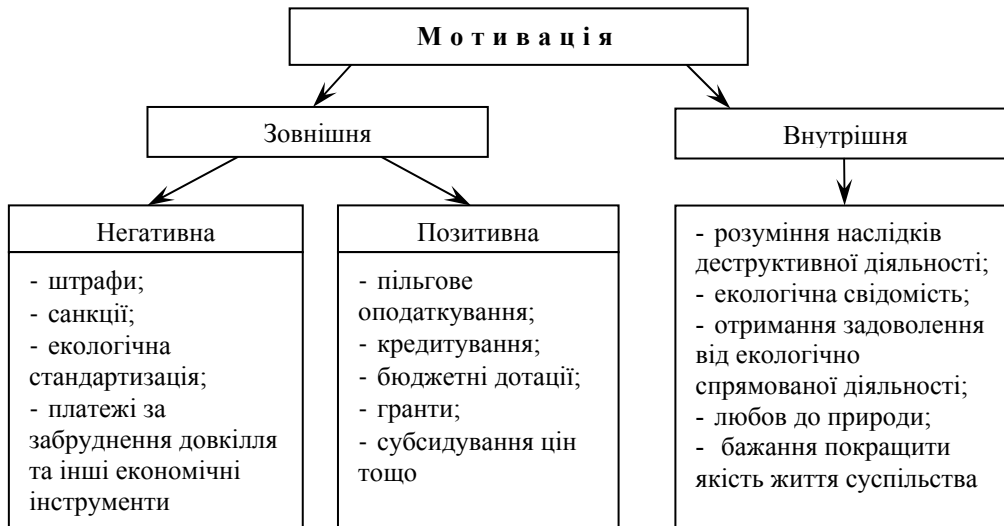 Мотивація
Зовнішня
Внутрішня
Негативна
- штрафи;
- санкції;
- екологічна
стандартизація;
- платежі за
забруднення довкілля
та інші економічні
інструменти
Позитивна
- пільгове
оподаткування;
- кредитування;
- бюджетні дотації;
- гранти;
- субсидування цін
тощо
- розуміння наслідків
деструктивної діяльності;
- екологічна свідомість;
- отримання задоволення
від екологічно
спрямованої діяльності;
- любов до природи;
- бажання покращити
якість життя суспільства